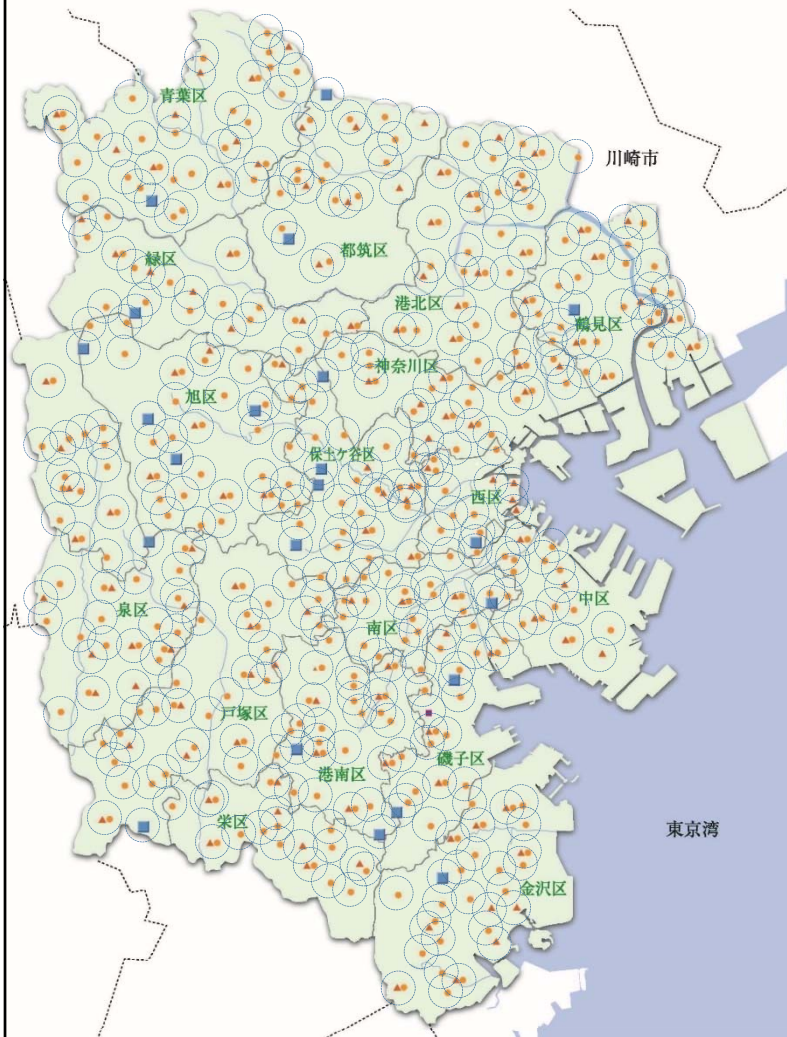 青葉区
川崎市
都筑区
緑区
港北区
鶴見区
神奈川区
旭区
保土ケ谷区
西区
中区
泉区
南区
戸塚区
磯子区
港南区
栄区
東京湾
金沢区